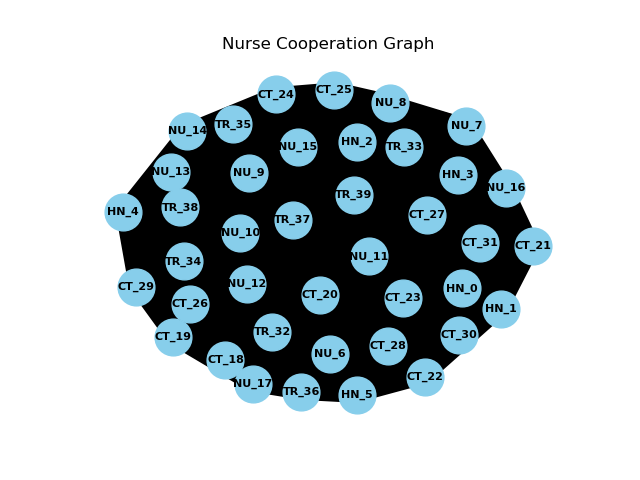 Nurse Cooperation Graph
CT_25
CT_24
NU_8
TR_35
NU_7
NU_14
HN_2
NU_15
TR_33
NU_13
NU_9
HN_3
NU_16
TR_39
TR_38
HN_4
CT_27
TR_37
NU_10
CT_31
CT_21
NU_11
TR_34
NU_12
CT_29
HN_0
CT_20
CT_23
CT_26
HN_1
TR_32
CT_30
CT_19
CT_28
NU_6
CT_18
CT_22
NU_17
TR_36
HN_5